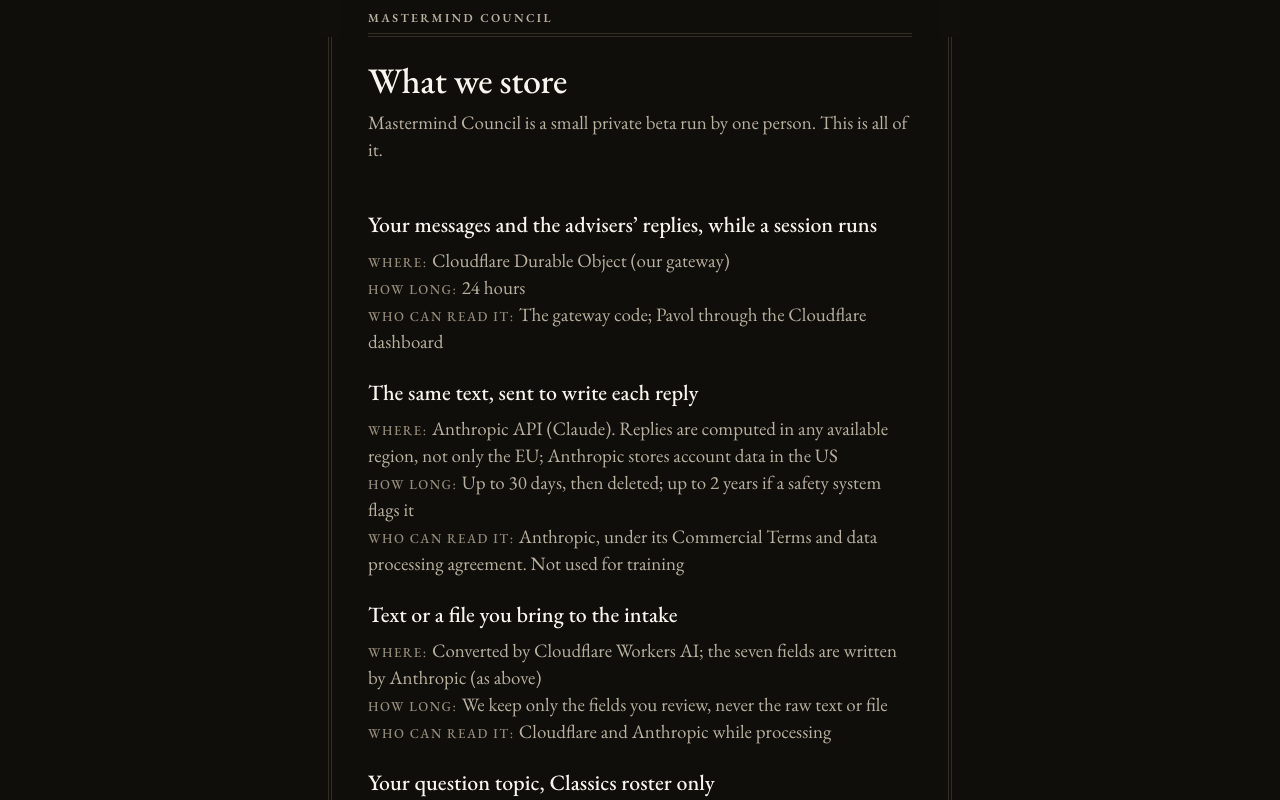 MASTERMIND COUNCIL
What we store
Mastermind Council is a small private beta run by one person. This is all of
it.
Your messages and the advisers’ replies, while a session runs
WHERE: Cloudflare Durable Object (our gateway)
HOW LONG: 24 hours
WHO CAN READ IT: The gateway code; Pavol through the Cloudflare
dashboard
The same text, sent to write each reply
WHERE: Anthropic API (Claude). Replies are computed in any available
region, not only the EU; Anthropic stores account data in the US
HOW LONG: Up to 30 days, then deleted; up to 2 years if a safety system
flags it
WHO CAN READ IT: Anthropic, under its Commercial Terms and data
processing agreement. Not used for training
Text or a file you bring to the intake
WHERE: Converted by Cloudflare Workers AI; the seven fields are written
by Anthropic (as above)
HOW LONG: We keep only the fields you review, never the raw text or file
WHO CAN READ IT: Cloudflare and Anthropic while processing
Your question topic, Classics roster only